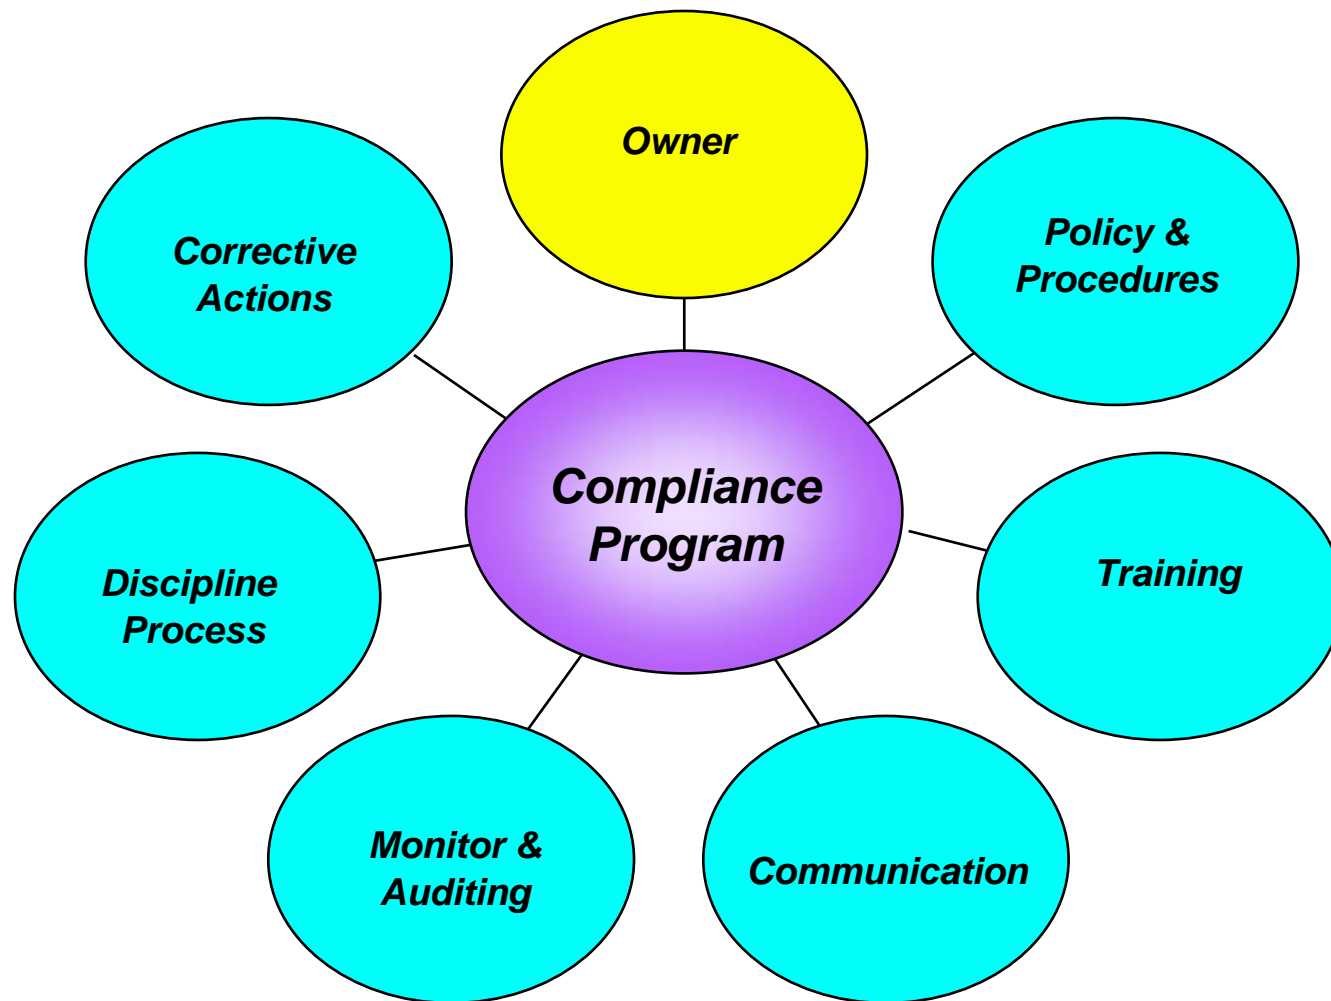 Owner
Policy &
Procedures
Corrective
Actions
Compliance
Program
Training
Discipline
Process
Monitor &
Auditing
Communication